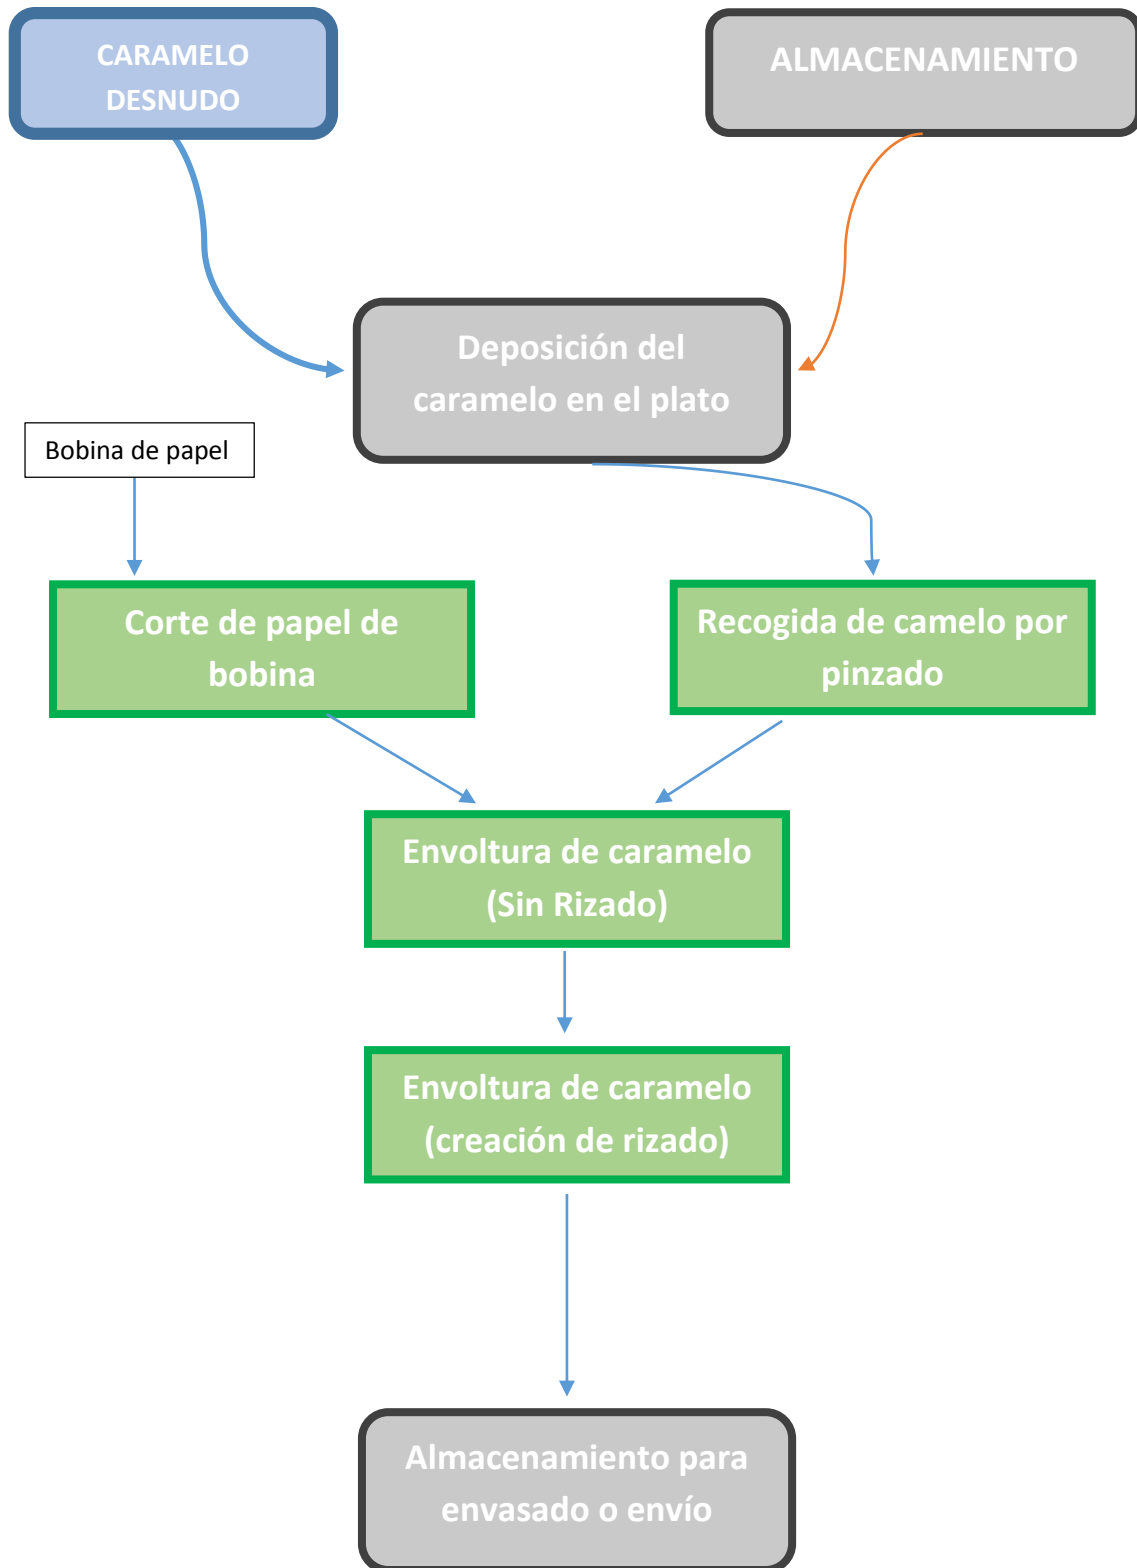 CARAMELO
DESNUDO
ALMACENAMIENTO
Deposición del
caramelo en el plato
Bobina de papel
Corte de papel de
bobina
Recogida de camelo por
pinzado
Envoltura de caramelo
(Sin Rizado)
Envoltura de caramelo
(creación de rizado)
Almacenamiento para
envasado o envío